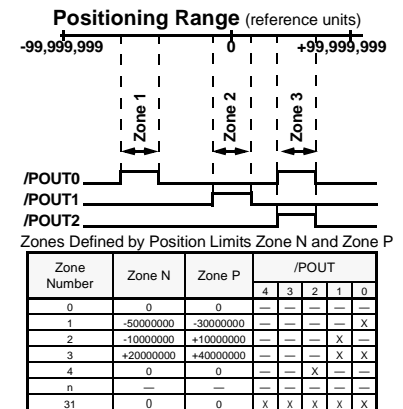 Positioning Range (reference units)
-99,999,999 0 +99,999,999
Zone 1 Zone 2 Zone 3
/POUT0
/POUT1
/POUT2
Zones Defined by Position Limits Zone N and Zone P
Zone Number Zone N Zone P /POUT
4 3 2 1 0
0 0 0 — — — — —
1 -50000000 -30000000 — — — — X
2 -10000000 +10000000 — — — X —
3 +20000000 +40000000 — — — X X
4 0 0 — — X — —
n — — — — — — —
31 0 0 X X X X X